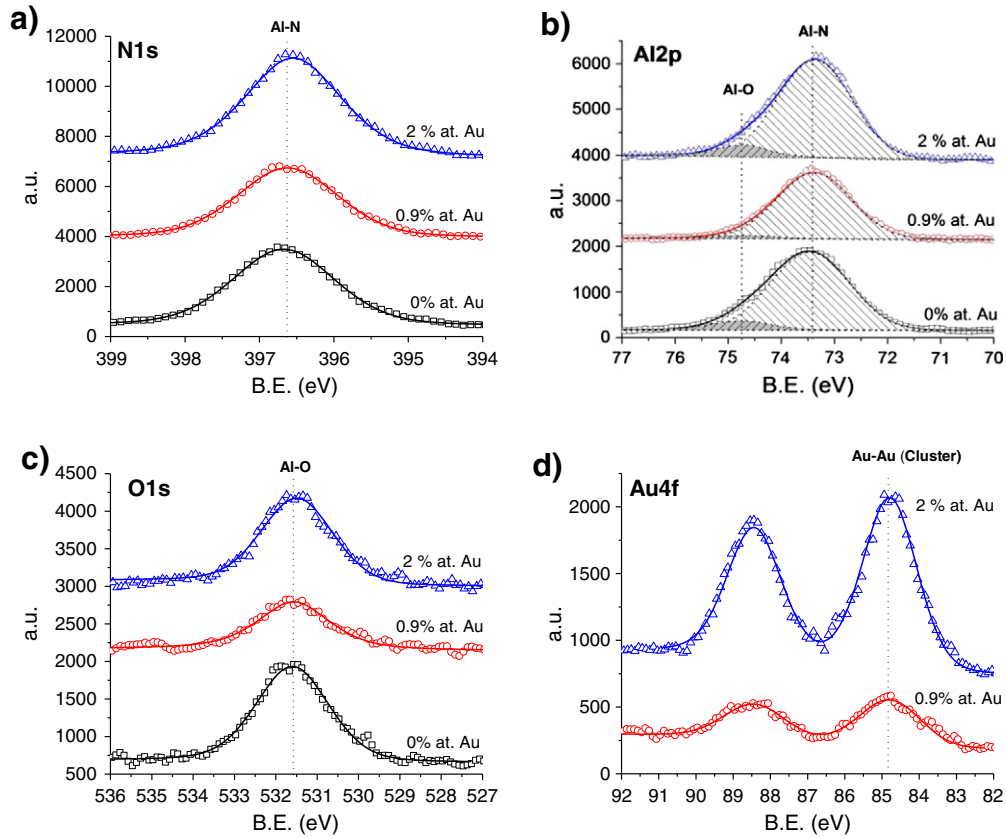 a)
N1s
Al-N
12000
10000
8000
6000
4000
2000
0
a.u.
2 % at. Au
0.9% at. Au
0% at. Au
399 398 397 396 395 394
B.E. (eV)
b)
Al2p
Al-N
Al-O
6000
4000
2000
0
a.u.
2 % at. Au
0.9% at. Au
0% at. Au
77 76 75 74 73 72 71 70
B.E. (eV)
c)
O1s
Al-O
4500
4000
3500
3000
2500
2000
1500
1000
500
a.u.
2 % at. Au
0.9% at. Au
0% at. Au
536 535 534 533 532 531 530 529 528 527
B.E. (eV)
d)
Au4f
Au-Au (Cluster)
2000
1500
1000
500
0
a.u.
2 % at. Au
0.9% at. Au
92 91 90 89 88 87 86 85 84 83 82
B.E. (eV)